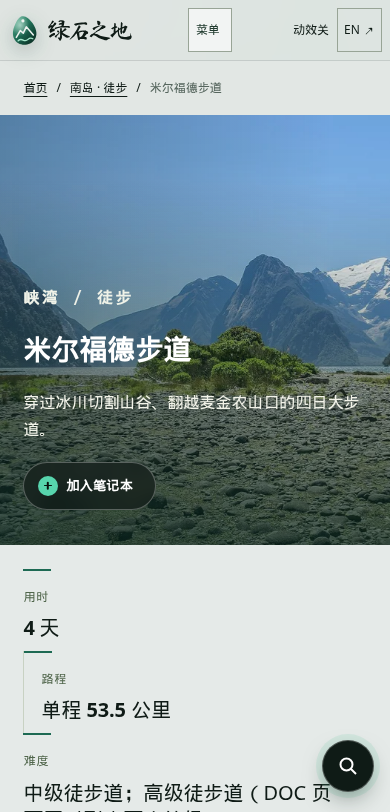 绿石之地
菜单
动效关
EN ↗
首页 / 南岛 · 徒步 / 米尔福德步道
峡湾 / 徒步
米尔福德步道
穿过冰川切割山谷、翻越麦金农山口的四日大步
道。
+ 加入笔记本
用时
4 天
路程
单程 53.5 公里
难度
中级徒步道；高级徒步道（DOC 页